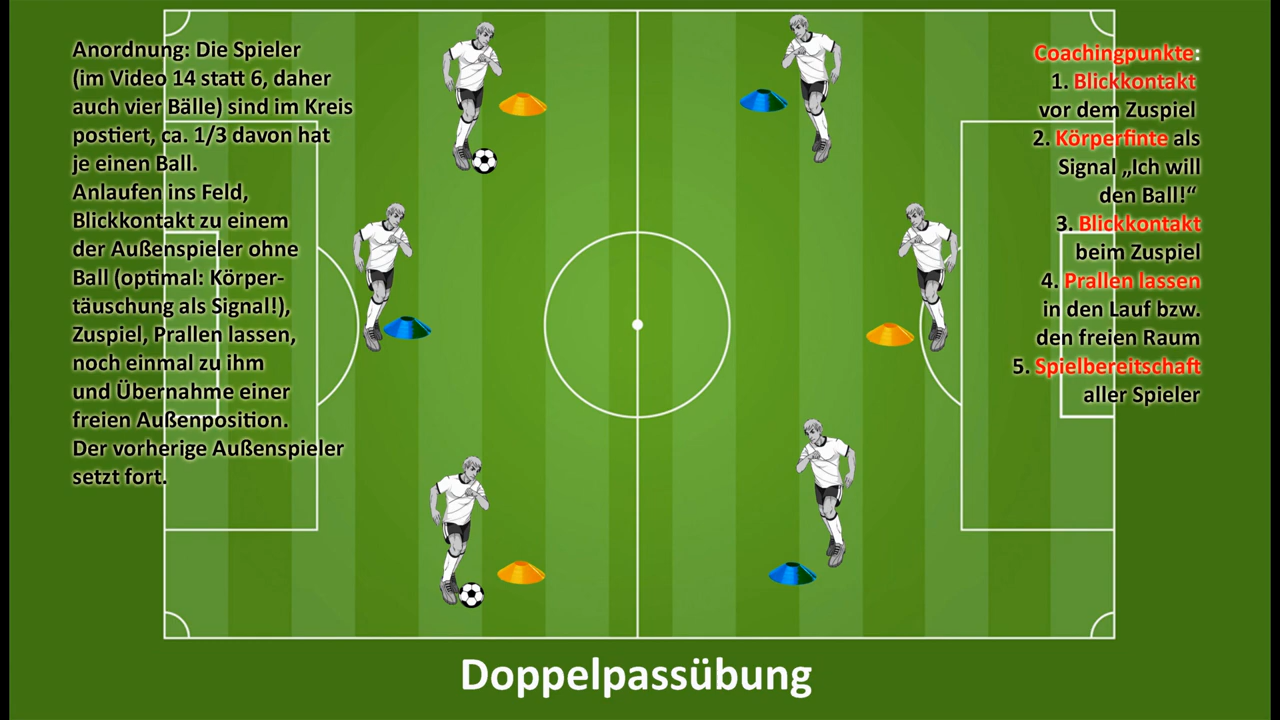 Anordnung: Die Spieler
(im Video 14 statt 6, daher
auch vier Bälle) sind im Kreis
postiert, ca. 1/3 davon hat
je einen Ball.
Anlaufen ins Feld,
Blickkontakt zu einem
der Außenspieler ohne
Ball (optimal: Körper-
täuschung als Signal!),
Zuspiel, Prallen lassen,
noch einmal zu ihm
und Übernahme einer
freien Außenposition.
Der vorherige Außenspieler
setzt fort.
Coachingpunkte:
1. Blickkontakt
vor dem Zuspiel
2. Körperfinte als
Signal „Ich will
den Ball!“
3. Blickkontakt
beim Zuspiel
4. Prallen lassen
in den Lauf bzw.
den freien Raum
5. Spielbereitschaft
aller Spieler
Doppelpassübung